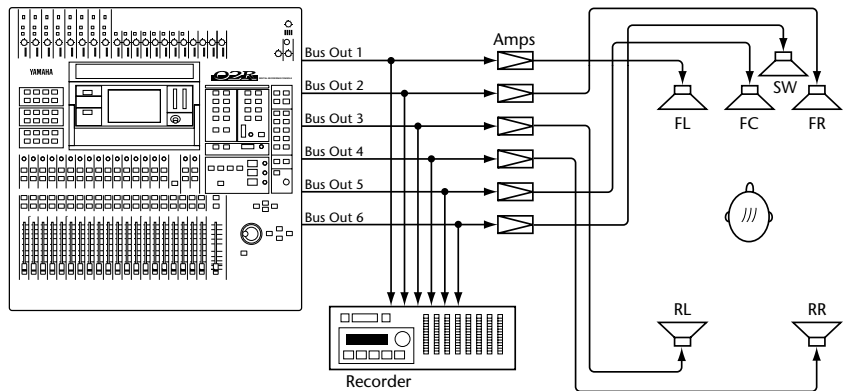 YAMAHA
02R
Bus Out 1
Bus Out 2
Bus Out 3
Bus Out 4
Bus Out 5
Bus Out 6
Amps
SW
FL
FC
FR
RL
RR
Recorder